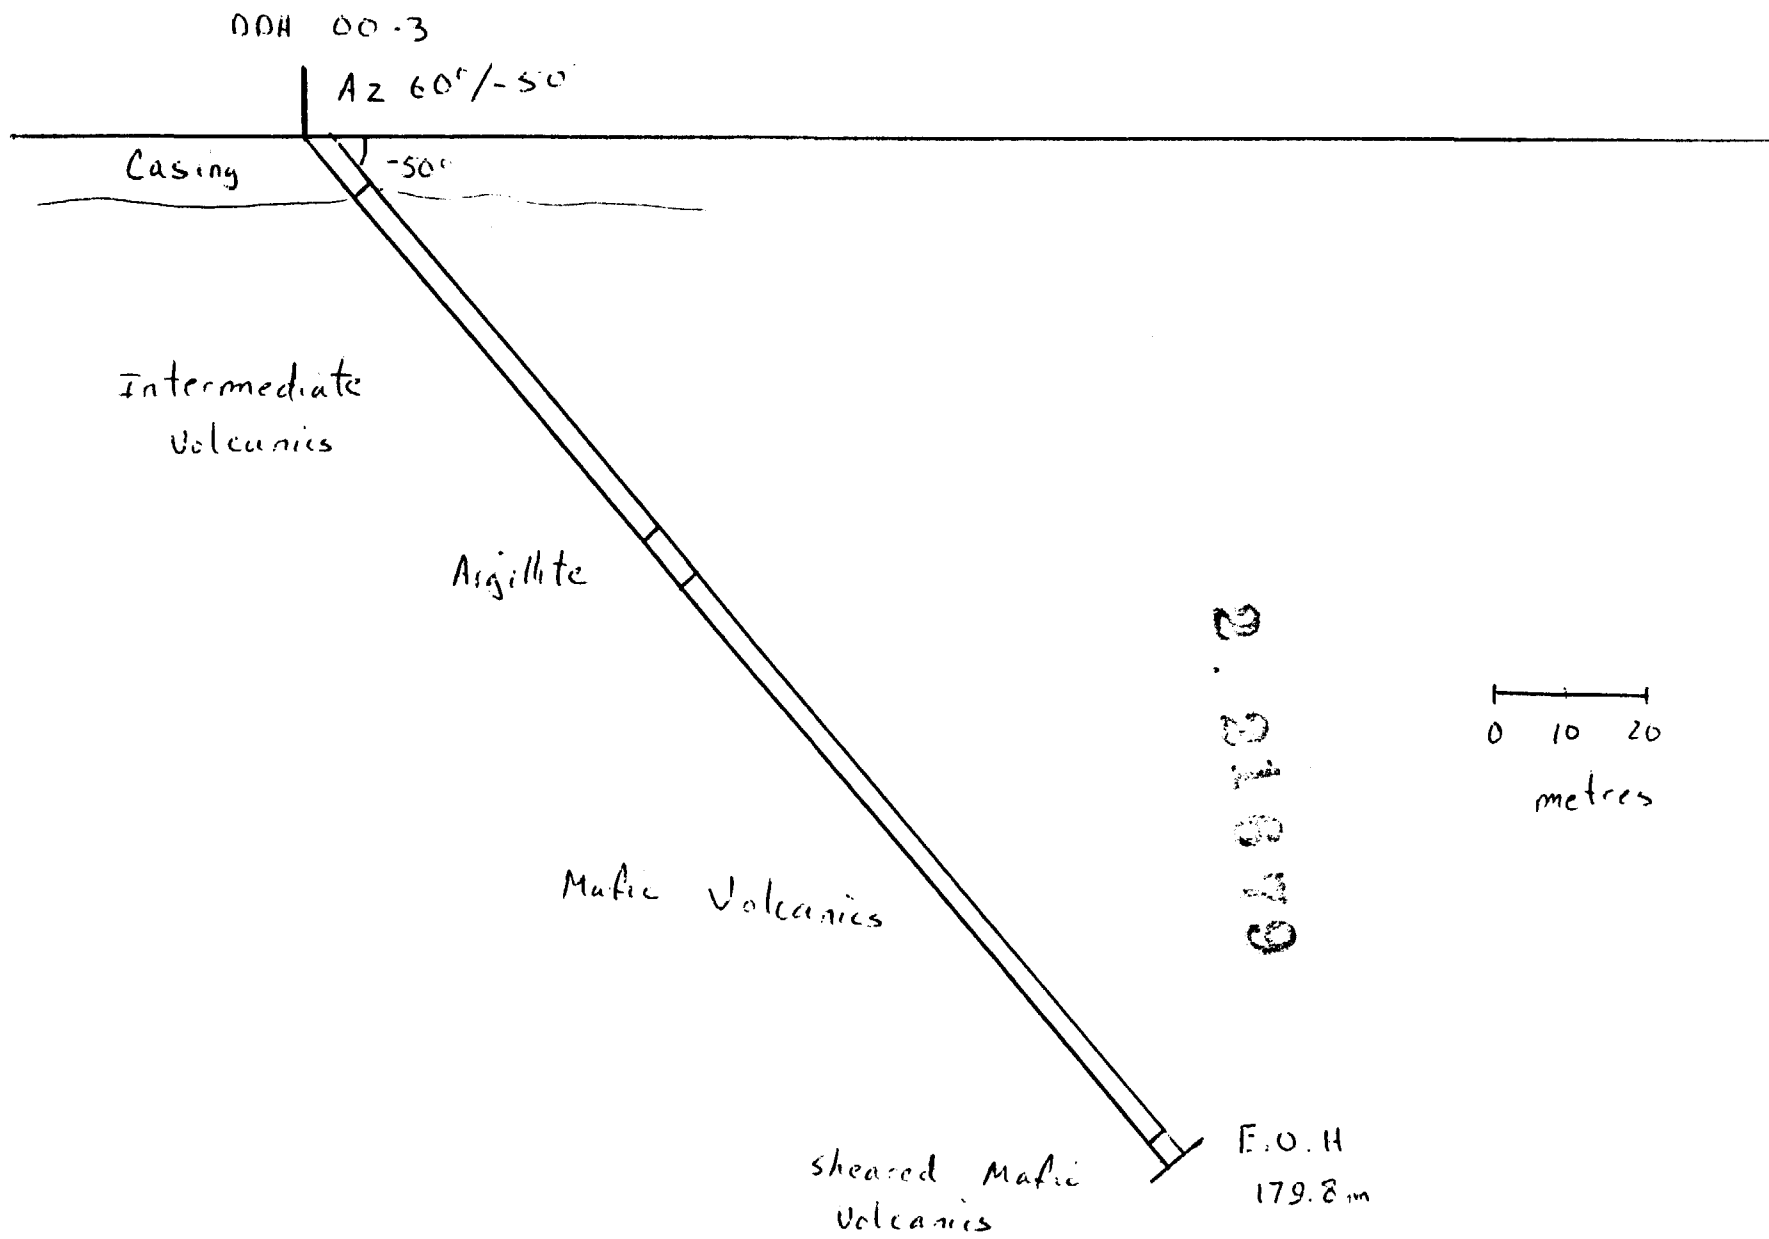 DDH 00-3
Az 60°/-50°
Casing
-50°
Intermediate
Volcanics
Argillite
Mafic Volcanics
Sheared Mafic
Volcanics
E.O.H
179.8m
0 10 20
metres